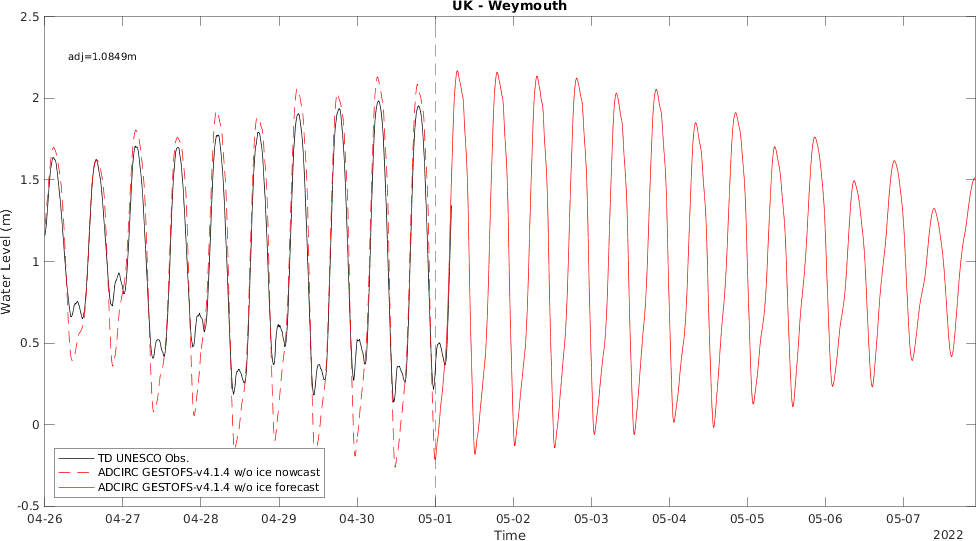 UK - Weymouth
adj=1.0849m
Water Level (m)
2.5
2
1.5
1
0.5
0
-0.5
TD UNESCO Obs.
ADCIRC GESTOFS-v4.1.4 w/o ice nowcast
ADCIRC GESTOFS-v4.1.4 w/o ice forecast
04-26 04-27 04-28 04-29 04-30 05-01 05-02 05-03 05-04 05-05 05-06 05-07
Time
2022